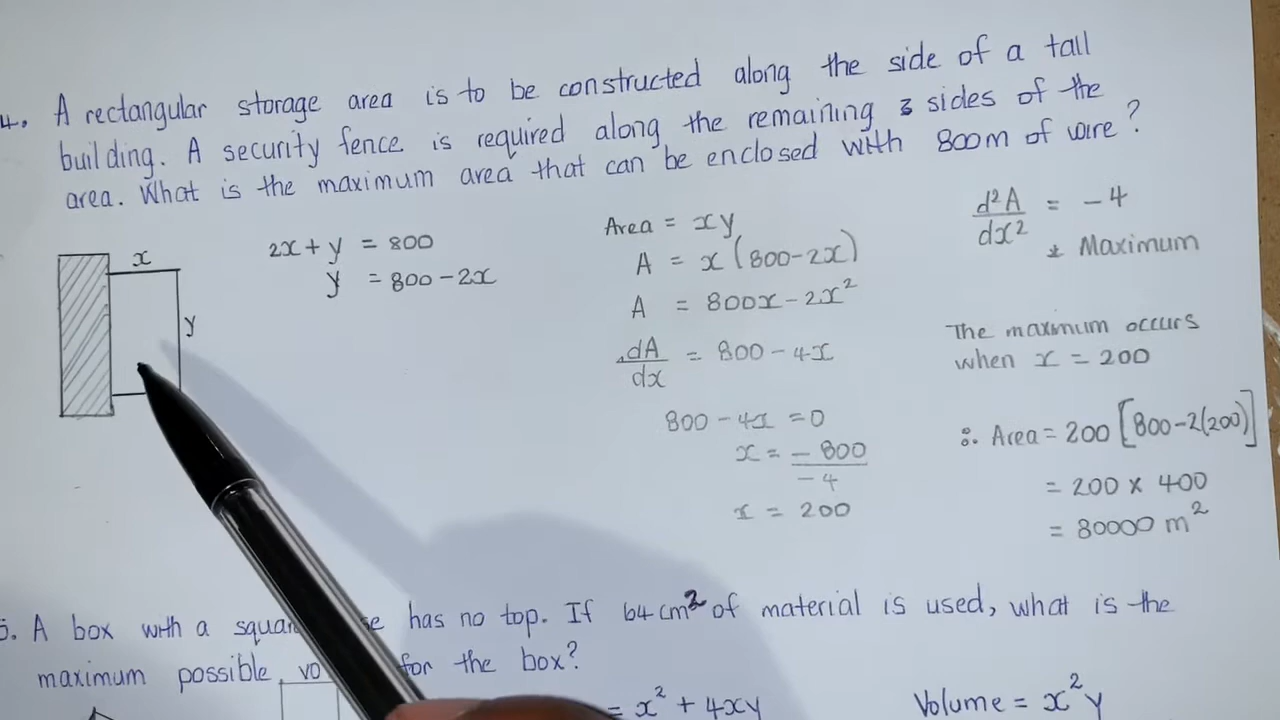 4. A rectangular storage area is to be constructed along the side of a tall
building. A security fence is required along the remaining 3 sides of the
area. What is the maximum area that can be enclosed with 800m of wire?
x
y
2x + y = 800
y = 800 - 2x
Area = xy
A = x(800-2x)
A = 800x - 2x²
dA/dx = 800 - 4x
800 - 4x = 0
x = -800/-4
x = 200
d²A/dx² = -4
* Maximum
The maximum occurs
when x = 200
∴ Area = 200[800-2(200)]
= 200 × 400
= 80000 m²
5. A box with a has no top. If 64cm² of material is used, what is the
maximum possible for the box?
= x² + 4xy
Volume = x²y